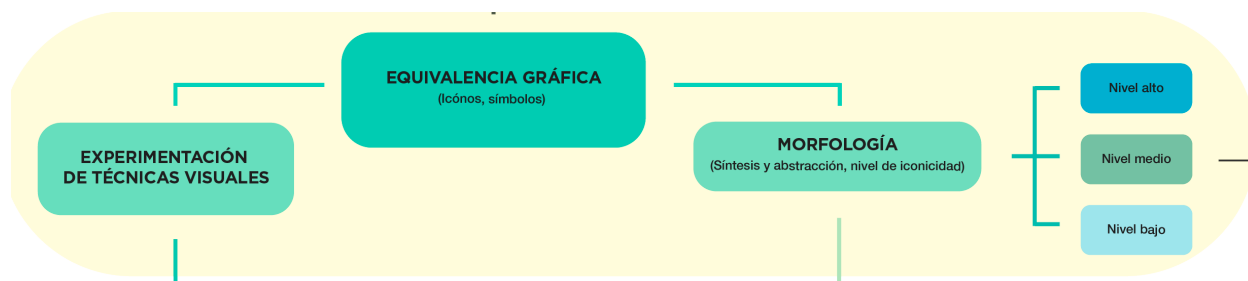 EQUIVALENCIA GRÁFICA
(Icónos, símbolos)
EXPERIMENTACIÓN
DE TÉCNICAS VISUALES
MORFOLOGÍA
(Síntesis y abstracción, nivel de iconicidad)
Nivel alto
Nivel medio
Nivel bajo